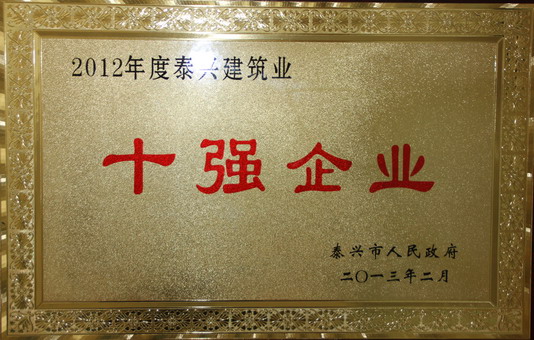 2012年度泰兴建筑业
十强企业
泰兴市人民政府
二〇一三年二月